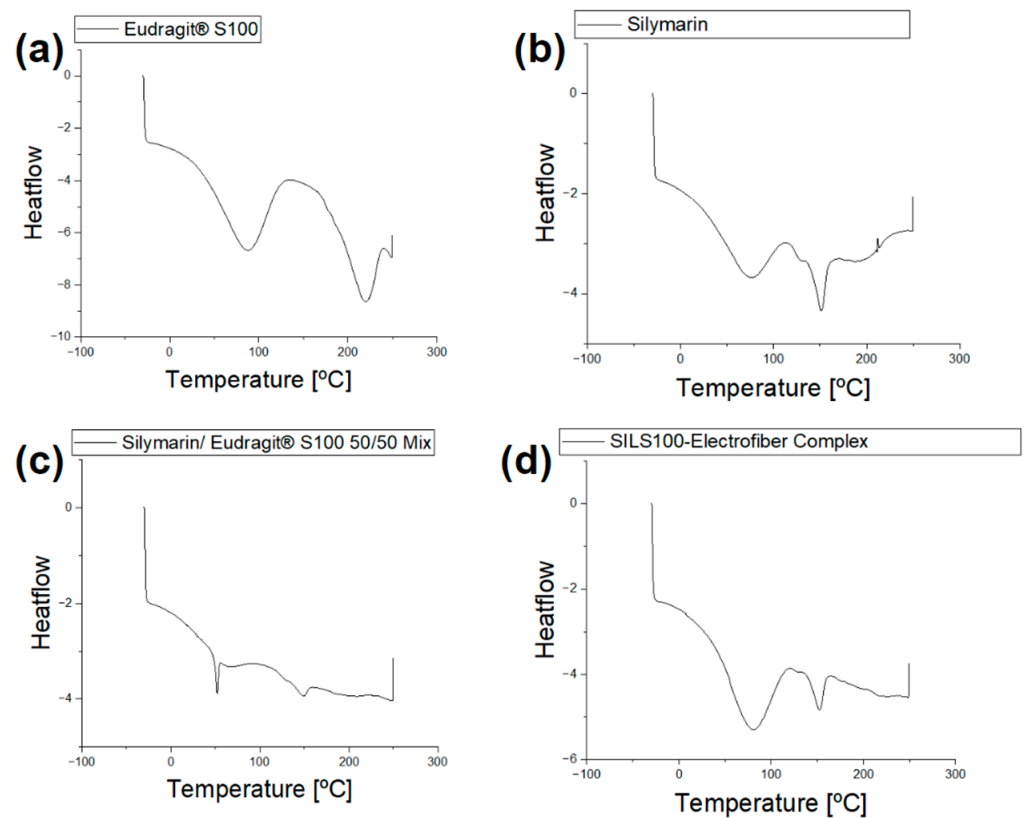 (a)
Eudragit® S100
0
−2
−4
−6
−8
−10
Heatflow
−100
0
100
200
300
Temperature [ºC]
(b)
Silymarin
0
−2
−4
Heatflow
−100
0
100
200
300
Temperature [ºC]
(c)
Silymarin/ Eudragit® S100 50/50 Mix
0
−2
−4
Heatflow
−100
0
100
200
300
Temperature [ºC]
(d)
SILS100-Electrofiber Complex
0
−2
−4
−6
Heatflow
−100
0
100
200
300
Temperature [ºC]